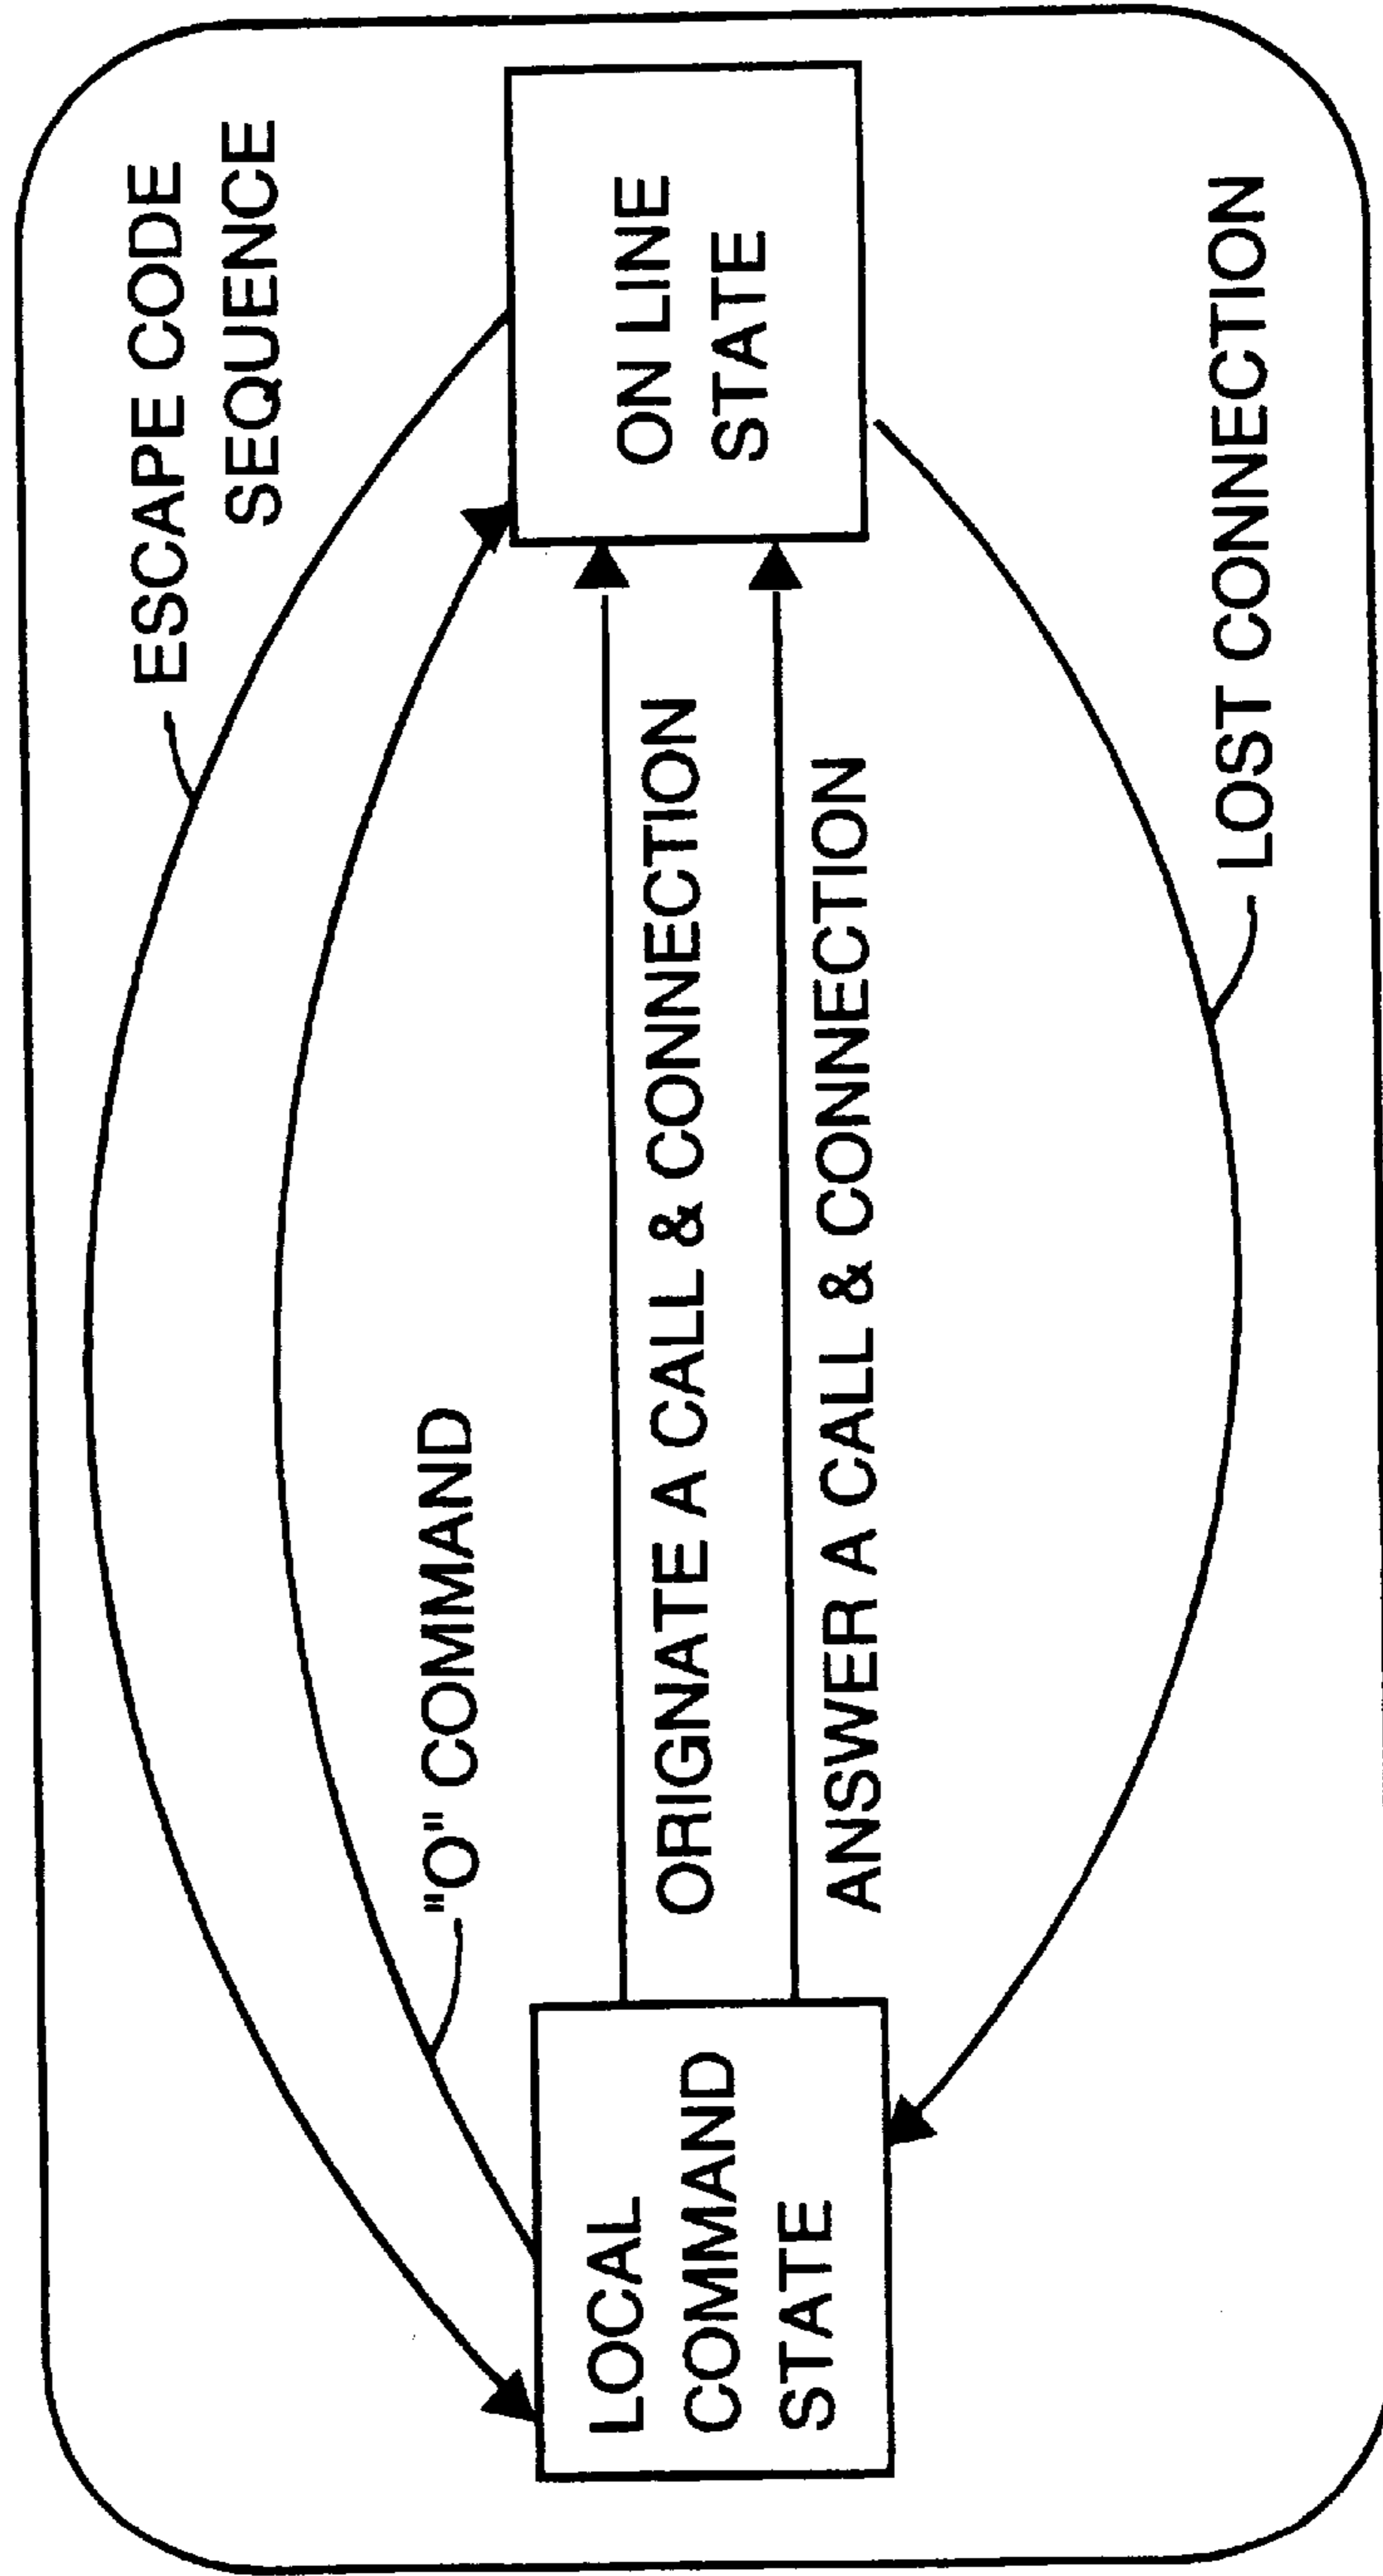 ESCAPE CODE
SEQUENCE
"O" COMMAND
LOCAL
COMMAND
STATE
ON LINE
STATE
ORIGNATE A CALL & CONNECTION
ANSWER A CALL & CONNECTION
LOST CONNECTION